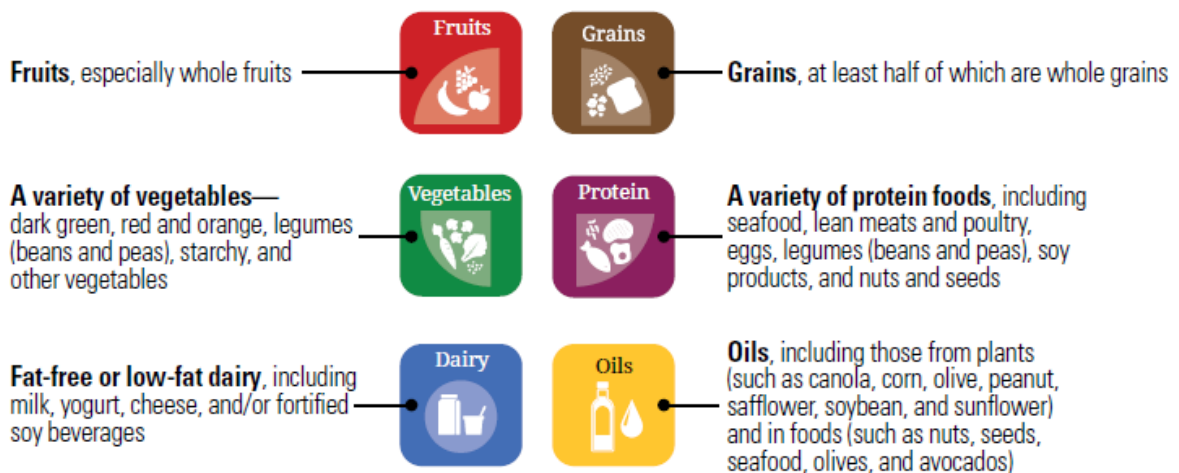 Fruits
Grains
Fruits, especially whole fruits
Grains, at least half of which are whole grains
Vegetables
Protein
A variety of vegetables—
dark green, red and orange, legumes
(beans and peas), starchy, and
other vegetables
A variety of protein foods, including
seafood, lean meats and poultry,
eggs, legumes (beans and peas), soy
products, and nuts and seeds
Dairy
Oils
Fat-free or low-fat dairy, including
milk, yogurt, cheese, and/or fortified
soy beverages
Oils, including those from plants
(such as canola, corn, olive, peanut,
safflower, soybean, and sunflower)
and in foods (such as nuts, seeds,
seafood, olives, and avocados)